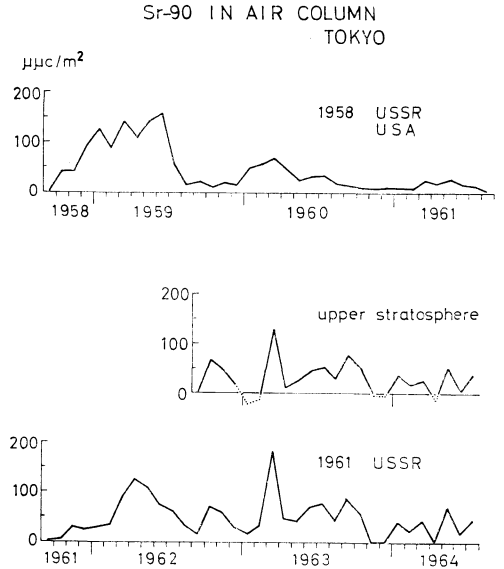 Sr-90 IN AIR COLUMN
TOKYO
μμc/m²
200
100
0
1958 USSR
USA
1958 1959 1960 1961
200
100
0
upper stratosphere
200
100
0
1961 USSR
1961 1962 1963 1964